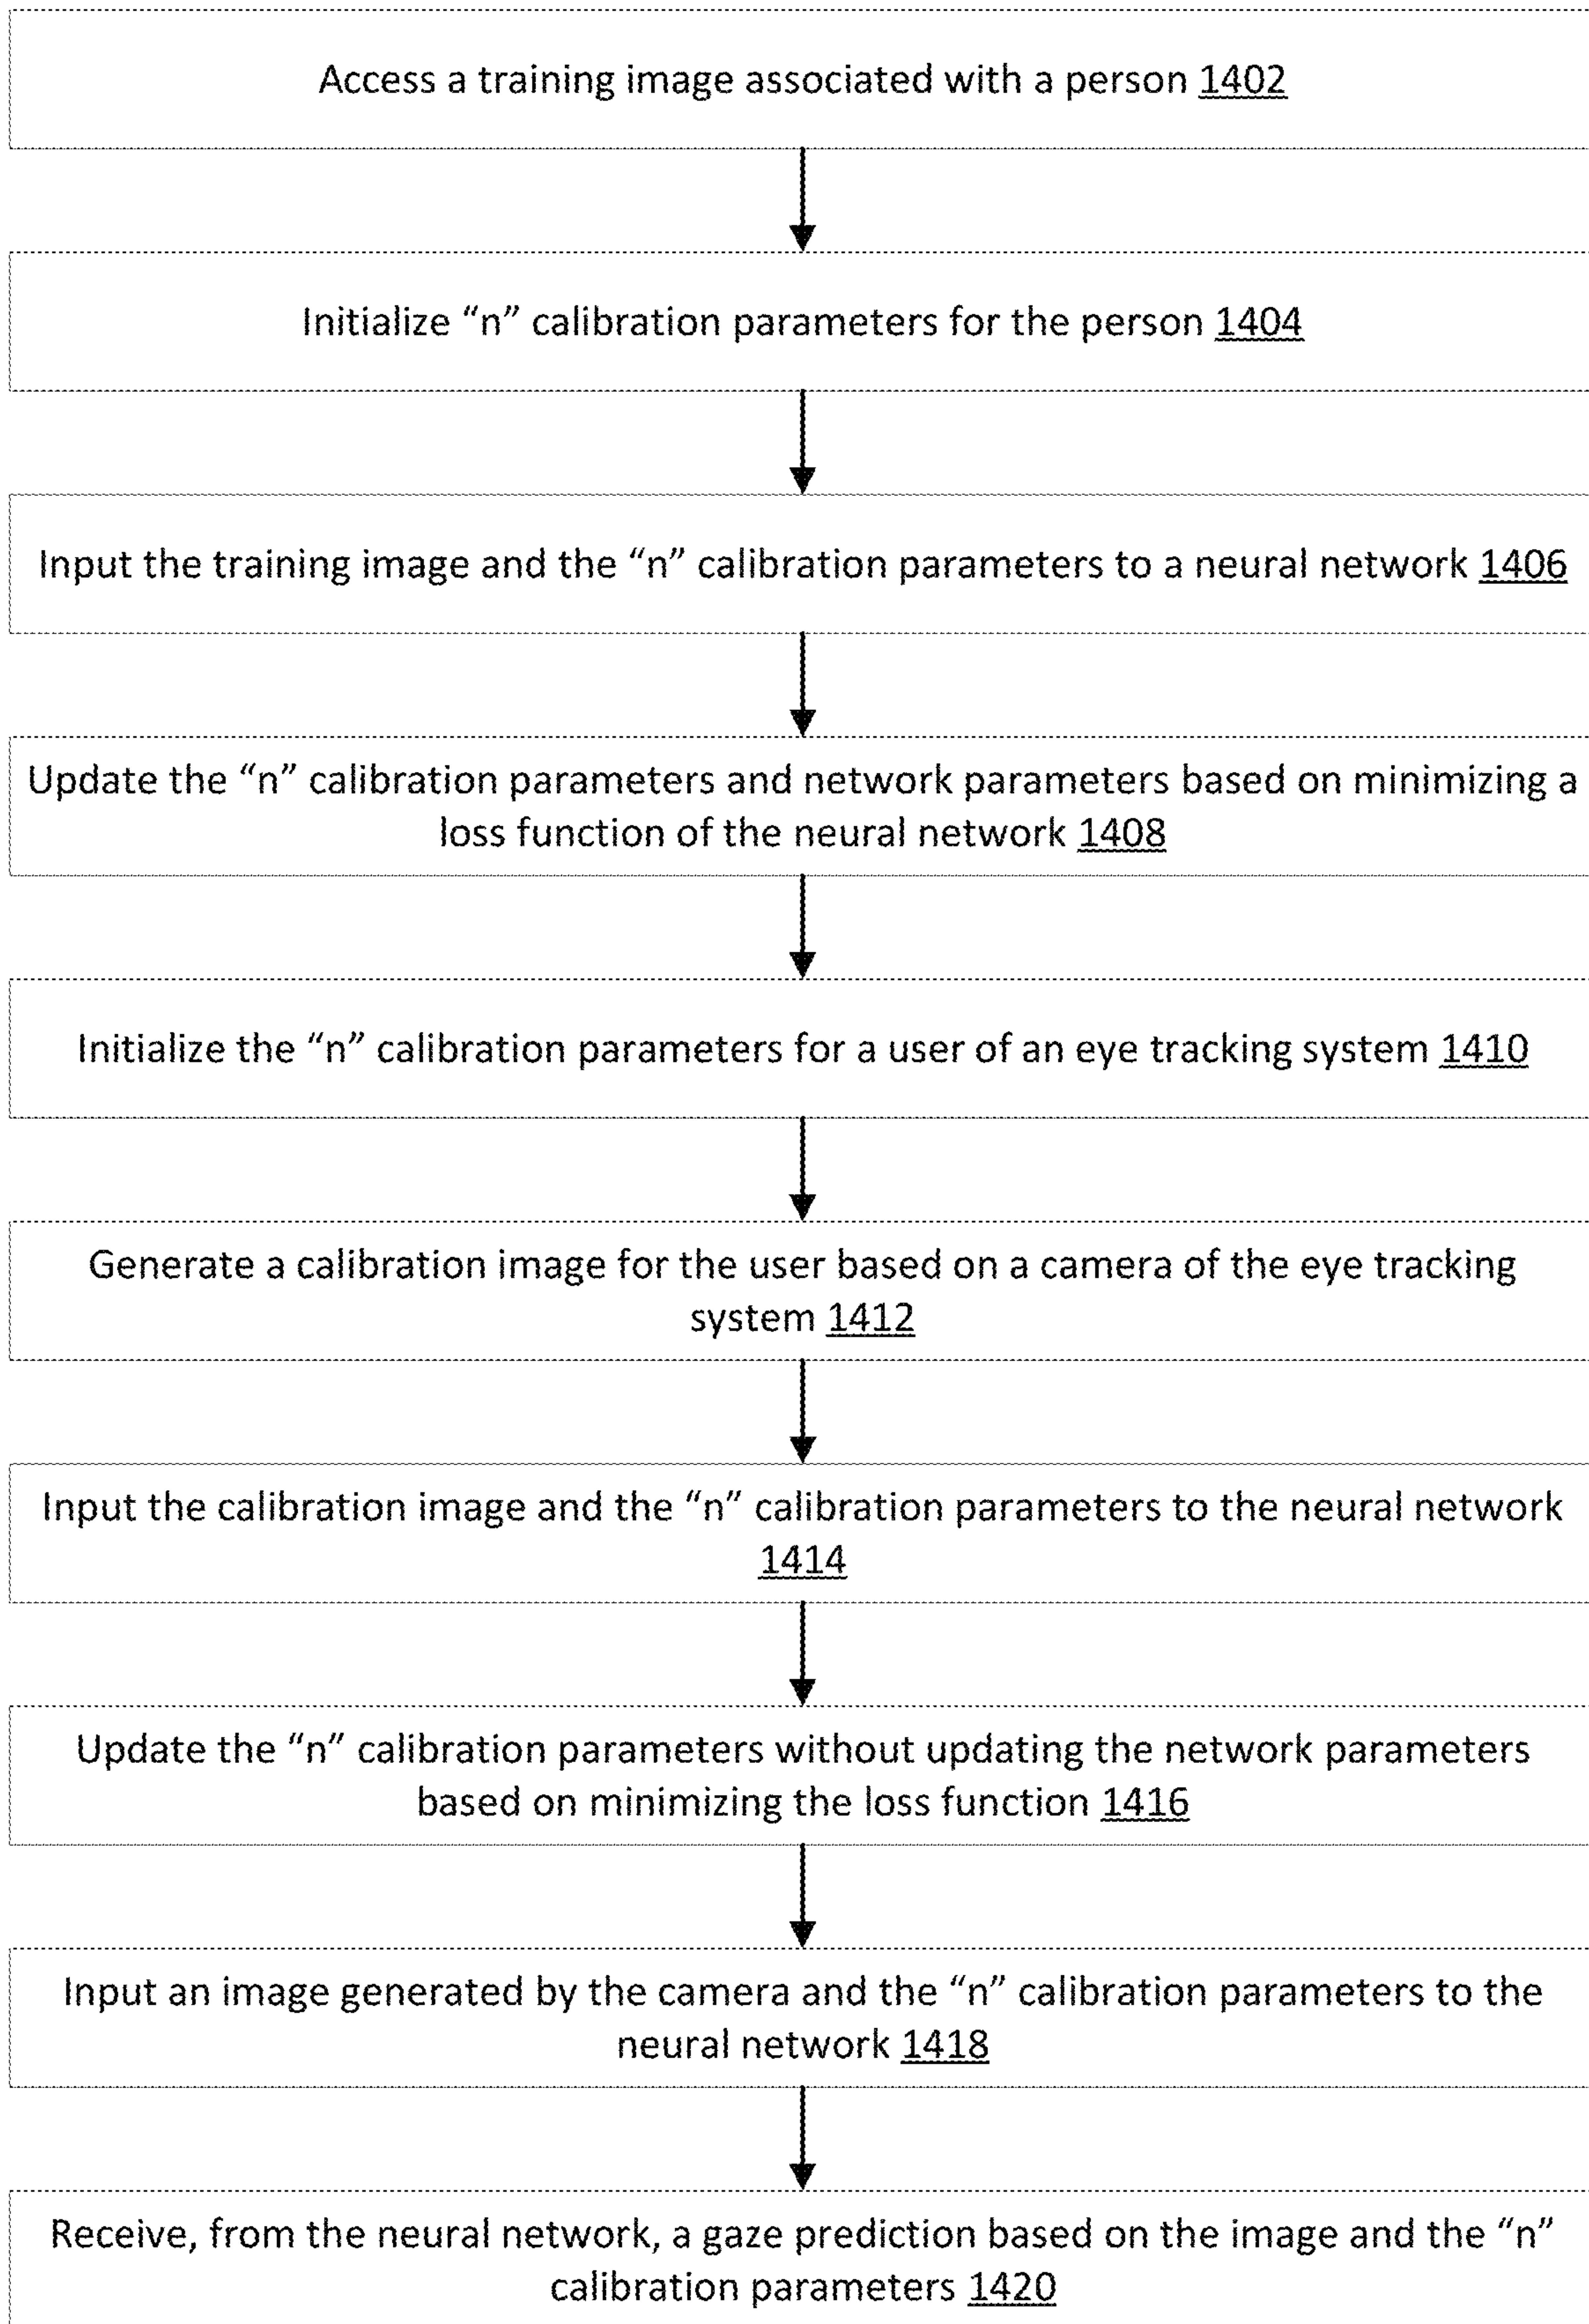 Access a training image associated with a person 1402
Initialize “n” calibration parameters for the person 1404
Input the training image and the “n” calibration parameters to a neural network 1406
Update the “n” calibration parameters and network parameters based on minimizing a
loss function of the neural network 1408
Initialize the “n” calibration parameters for a user of an eye tracking system 1410
Generate a calibration image for the user based on a camera of the eye tracking
system 1412
Input the calibration image and the “n” calibration parameters to the neural network
1414
Update the “n” calibration parameters without updating the network parameters
based on minimizing the loss function 1416
Input an image generated by the camera and the “n” calibration parameters to the
neural network 1418
Receive, from the neural network, a gaze prediction based on the image and the “n”
calibration parameters 1420